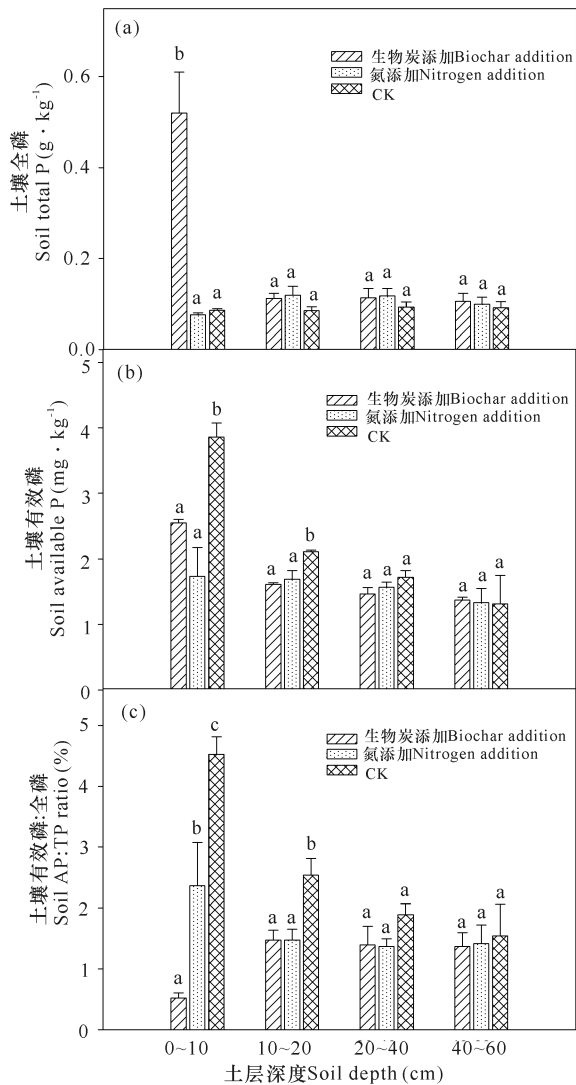 (a)
b
生物炭添加Biochar addition
氮添加Nitrogen addition
CK
0.6
0.4
0.2
0.0
土壤全磷
Soil total P(g·kg⁻¹)
a a
a a a
a a a
a a a
(b)
生物炭添加Biochar addition
氮添加Nitrogen addition
CK
5
4
3
2
1
0
土壤有效磷
Soil available P(mg·kg⁻¹)
a a b
a a b
a a a
a a a
(c)
生物炭添加Biochar addition
氮添加Nitrogen addition
CK
5
4
3
2
1
0
土壤有效磷:全磷
Soil AP:TP ratio(%)
a b c
a a b
a a a
a a a
0~10 10~20 20~40 40~60
土层深度Soil depth(cm)